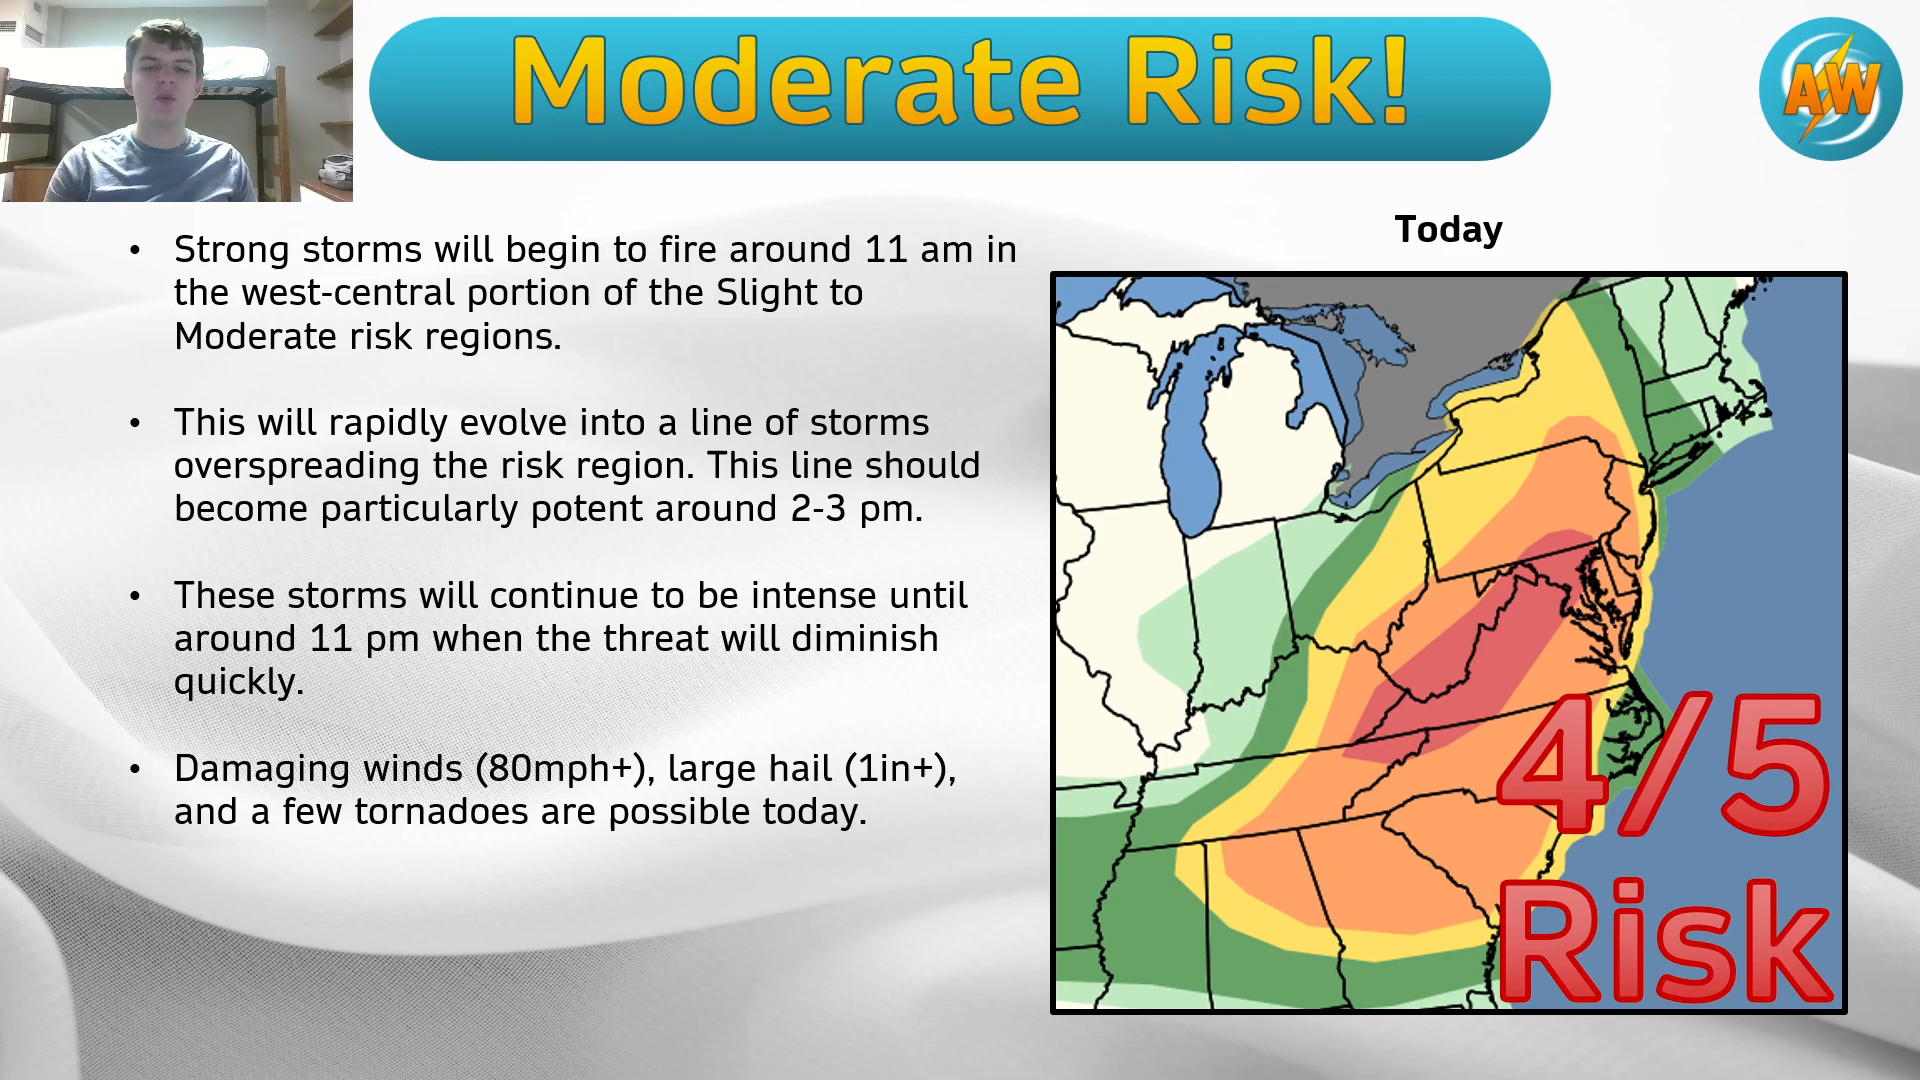 Moderate Risk!
AW
Today
• Strong storms will begin to fire around 11 am in
the west-central portion of the Slight to
Moderate risk regions.
• This will rapidly evolve into a line of storms
overspreading the risk region. This line should
become particularly potent around 2-3 pm.
• These storms will continue to be intense until
around 11 pm when the threat will diminish
quickly.
• Damaging winds (80mph+), large hail (1in+),
and a few tornadoes are possible today.
4/5
Risk